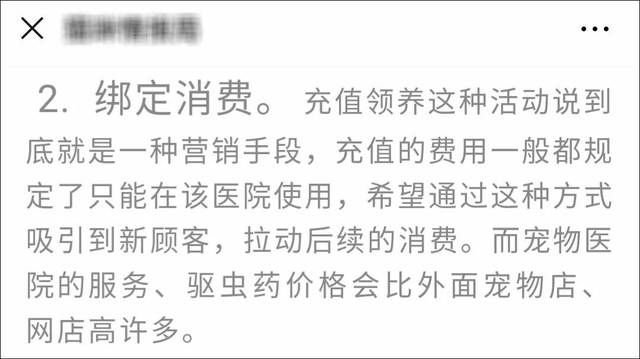 2. 绑定消费。充值领养这种活动说到
底就是一种营销手段，充值的费用一般都规
定了只能在该医院使用，希望通过这种方式
吸引到新顾客，拉动后续的消费。而宠物医
院的服务、驱虫药价格会比外面宠物店、
网店高许多。